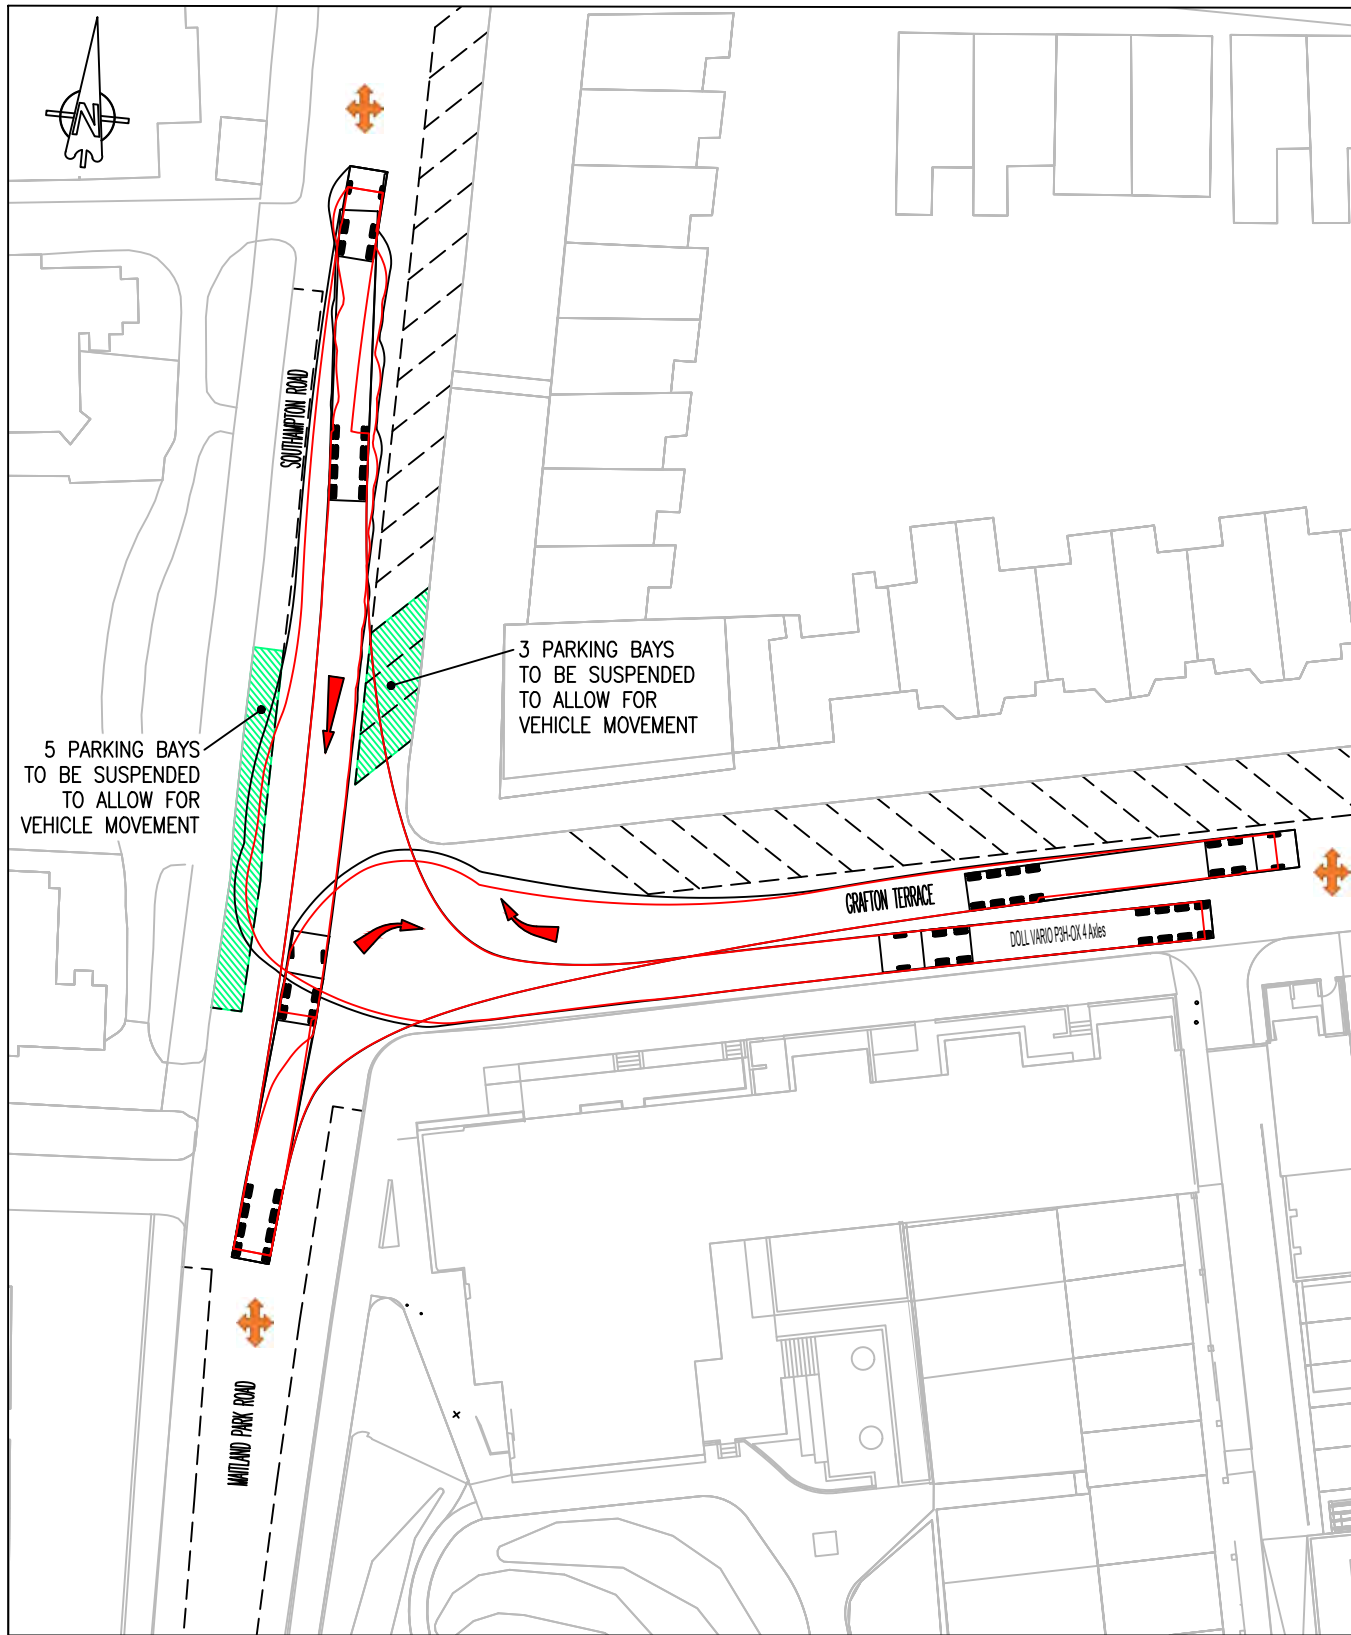 N
SOUTHAMPTON ROAD
3 PARKING BAYS
TO BE SUSPENDED
TO ALLOW FOR
VEHICLE MOVEMENT
5 PARKING BAYS
TO BE SUSPENDED
TO ALLOW FOR
VEHICLE MOVEMENT
GRAFTON TERRACE
DOLL VARIO P3H-OX 4 Axles
MAITLAND PARK ROAD